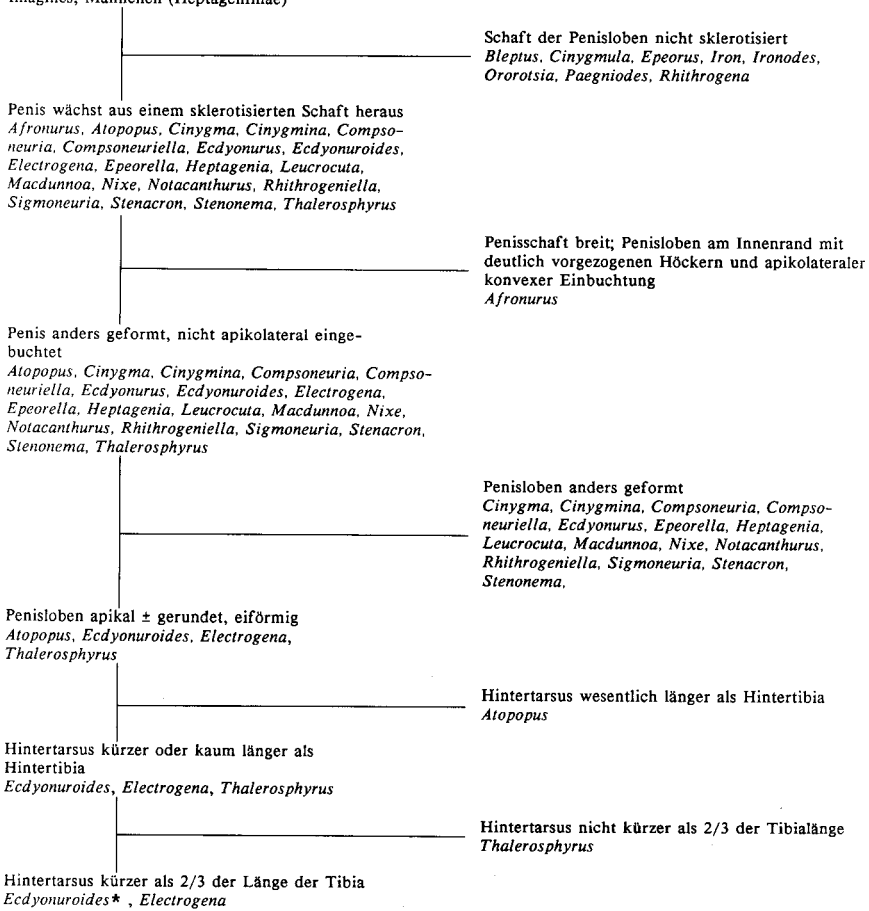 Imagines, Männchen (Heptageniinae)
Schaft der Penisloben nicht sklerotisiert
Bleptus, Cinygmula, Epeorus, Iron, Ironodes,
Ororotsia, Paegniodes, Rhithrogena
Penis wächst aus einem sklerotisierten Schaft heraus
Afronurus, Atopopus, Cinygma, Cinygmina, Compso-
neuria, Compsoneuriella, Ecdyonurus, Ecdyonuroides,
Electrogena, Epeorella, Heptagenia, Leucrocuta,
Macdunnoa, Nixe, Notacanthurus, Rhithrogeniella,
Sigmoneuria, Stenacron, Stenonema, Thalerosphyrus
Penisschaft breit; Penisloben am Innenrand mit
deutlich vorgezogenen Höckern und apikolateraler
konvexer Einbuchtung
Afronurus
Penis anders geformt, nicht apikolateral einge-
buchtet
Atopopus, Cinygma, Cinygmina, Compsoneuria, Compso-
neuriella, Ecdyonurus, Ecdyonuroides, Electrogena,
Epeorella, Heptagenia, Leucrocuta, Macdunnoa, Nixe,
Notacanthurus, Rhithrogeniella, Sigmoneuria, Stenacron,
Stenonema, Thalerosphyrus
Penisloben anders geformt
Cinygma, Cinygmina, Compsoneuria, Compso-
neuriella, Ecdyonurus, Epeorella, Heptagenia,
Leucrocuta, Macdunnoa, Nixe, Notacanthurus,
Rhithrogeniella, Sigmoneuria, Stenacron,
Stenonema,
Penisloben apikal ± gerundet, eiförmig
Atopopus, Ecdyonuroides, Electrogena,
Thalerosphyrus
Hintertarsus wesentlich länger als Hintertibia
Atopopus
Hintertarsus kürzer oder kaum länger als
Hintertibia
Ecdyonuroides, Electrogena, Thalerosphyrus
Hintertarsus nicht kürzer als 2/3 der Tibialänge
Thalerosphyrus
Hintertarsus kürzer als 2/3 der Länge der Tibia
Ecdyonuroides* , Electrogena